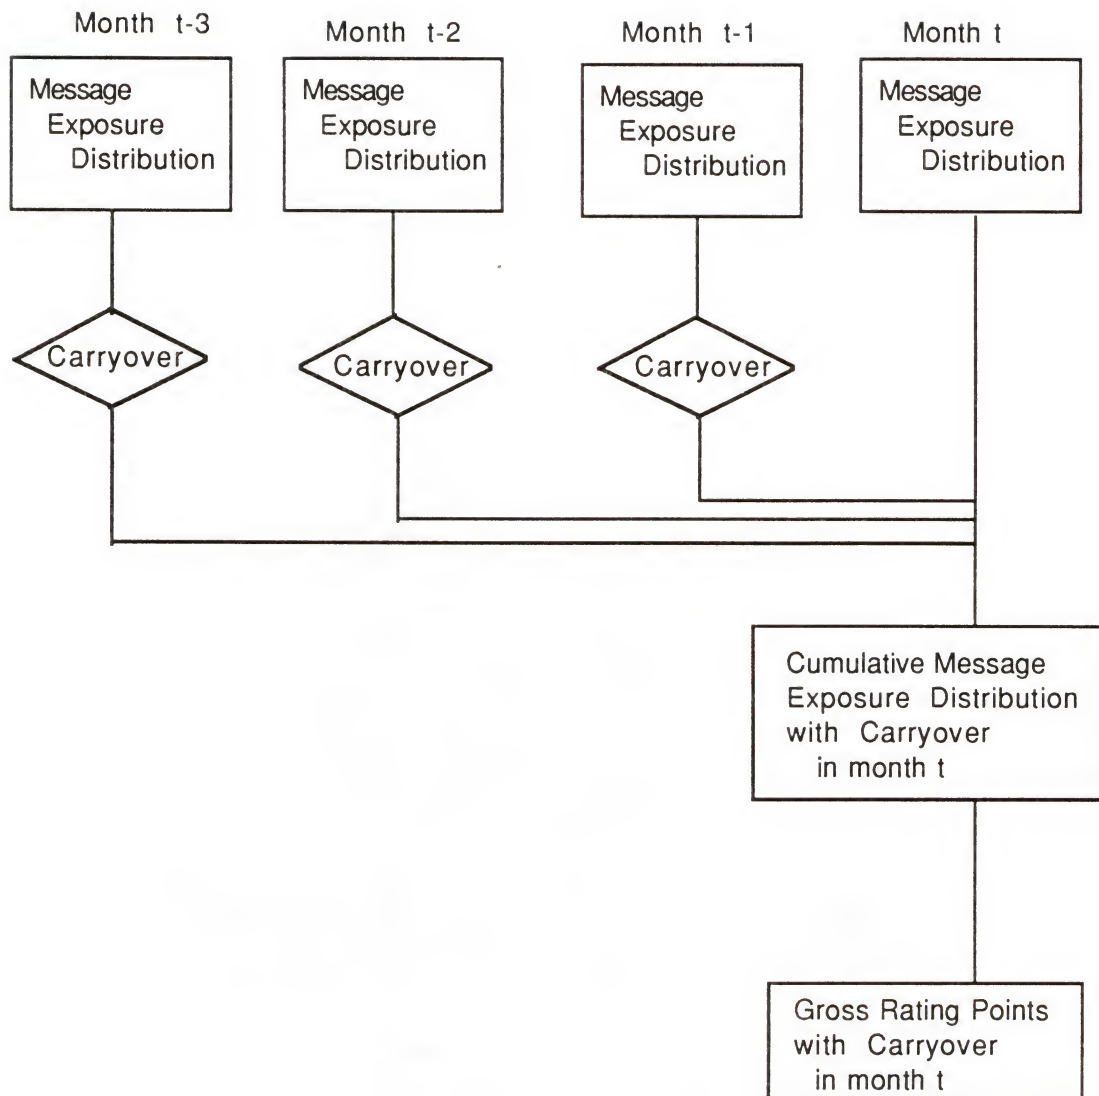 Month t-3
Month t-2
Month t-1
Month t
Message
Exposure
Distribution
Message
Exposure
Distribution
Message
Exposure
Distribution
Message
Exposure
Distribution
Carryover
Carryover
Carryover
Cumulative Message
Exposure Distribution
with Carryover
in month t
Gross Rating Points
with Carryover
in month t